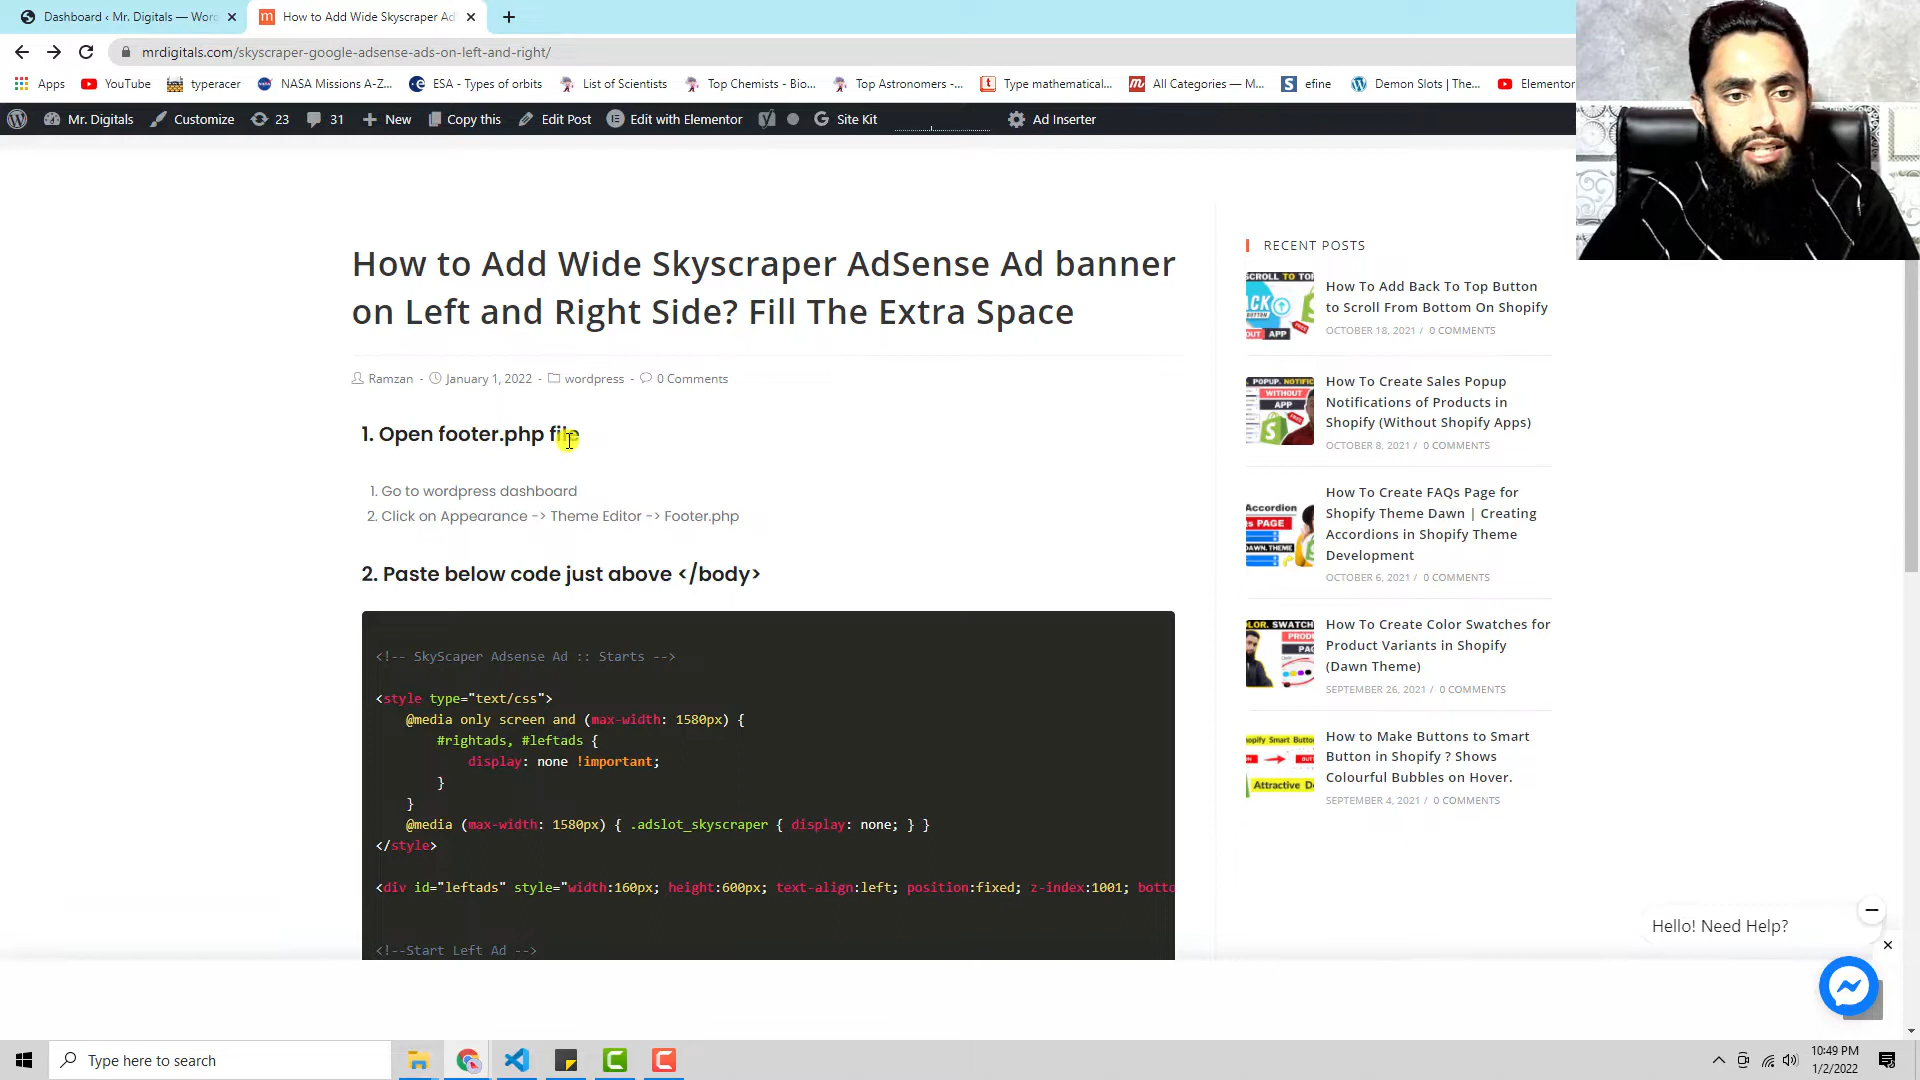 Dashboard ‹ Mr. Digitals — Wor
How to Add Wide Skyscraper Ad
mrdigitals.com/skyscraper-google-adsense-ads-on-left-and-right/
Apps
YouTube
typeracer
NASA Missions A-Z...
ESA - Types of orbits
List of Scientists
Top Chemists - Bio...
Top Astronomers -...
Type mathematical...
All Categories — M...
efine
Demon Slots | The...
Elementor
Mr. Digitals
Customize
23
31
New
Copy this
Edit Post
Edit with Elementor
Site Kit
Ad Inserter
How to Add Wide Skyscraper AdSense Ad banner
on Left and Right Side? Fill The Extra Space
Ramzan - January 1, 2022 - wordpress - 0 Comments
1. Open footer.php file
1. Go to wordpress dashboard
2. Click on Appearance -> Theme Editor -> Footer.php
2. Paste below code just above </body>
<!-- SkyScaper Adsense Ad :: Starts -->
<style type="text/css">
@media only screen and (max-width: 1580px) {
#rightads, #leftads {
display: none !important;
}
}
@media (max-width: 1580px) { .adslot_skyscraper { display: none; } }
</style>
<div id="leftads" style="width:160px; height:600px; text-align:left; position:fixed; z-index:1001; botto
<!--Start Left Ad -->
RECENT POSTS
How To Add Back To Top Button
to Scroll From Bottom On Shopify
OCTOBER 18, 2021 / 0 COMMENTS
How To Create Sales Popup
Notifications of Products in
Shopify (Without Shopify Apps)
OCTOBER 8, 2021 / 0 COMMENTS
How To Create FAQs Page for
Shopify Theme Dawn | Creating
Accordions in Shopify Theme
Development
OCTOBER 6, 2021 / 0 COMMENTS
How To Create Color Swatches for
Product Variants in Shopify
(Dawn Theme)
SEPTEMBER 26, 2021 / 0 COMMENTS
How to Make Buttons to Smart
Button in Shopify ? Shows
Colourful Bubbles on Hover.
SEPTEMBER 4, 2021 / 0 COMMENTS
Hello! Need Help?
Type here to search
10:49 PM
1/2/2022